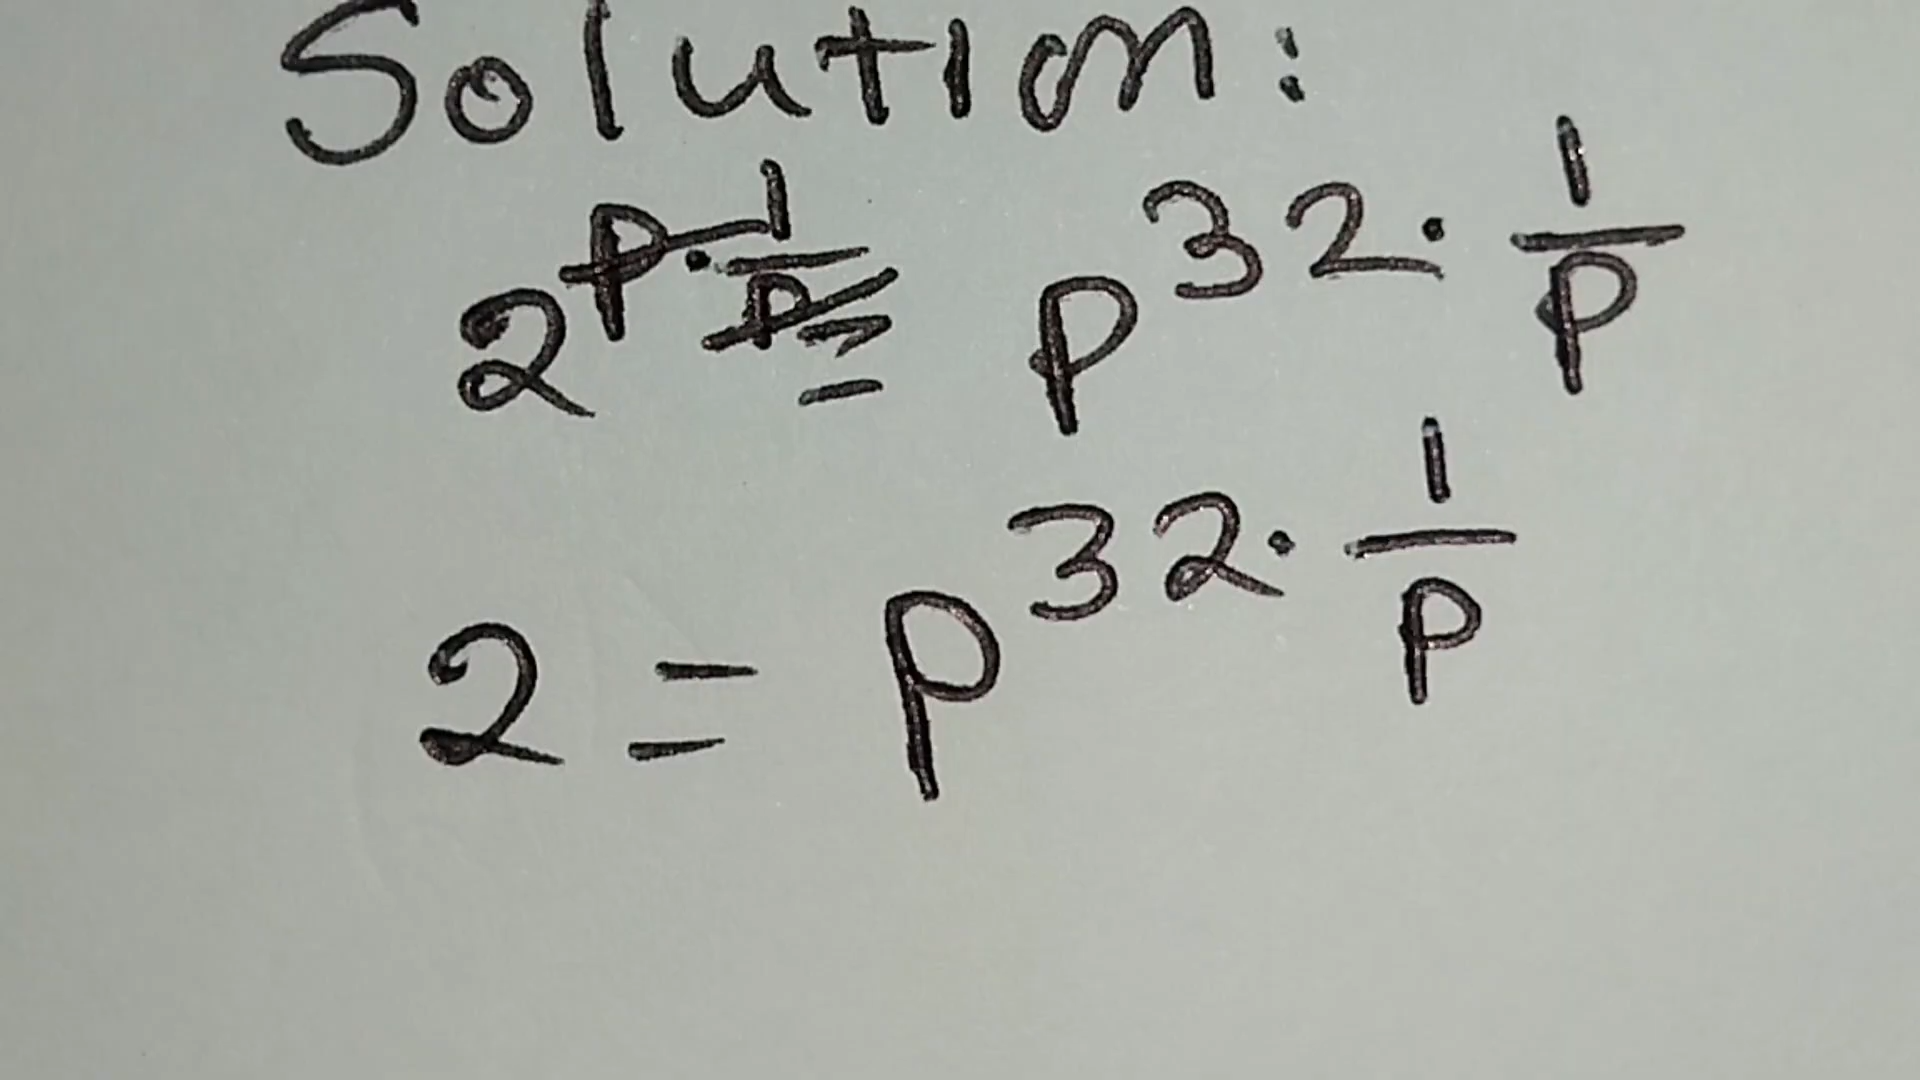 Solution:
2^{P·1/P} = P^{32·1/P}
2 = P^{32·1/P}